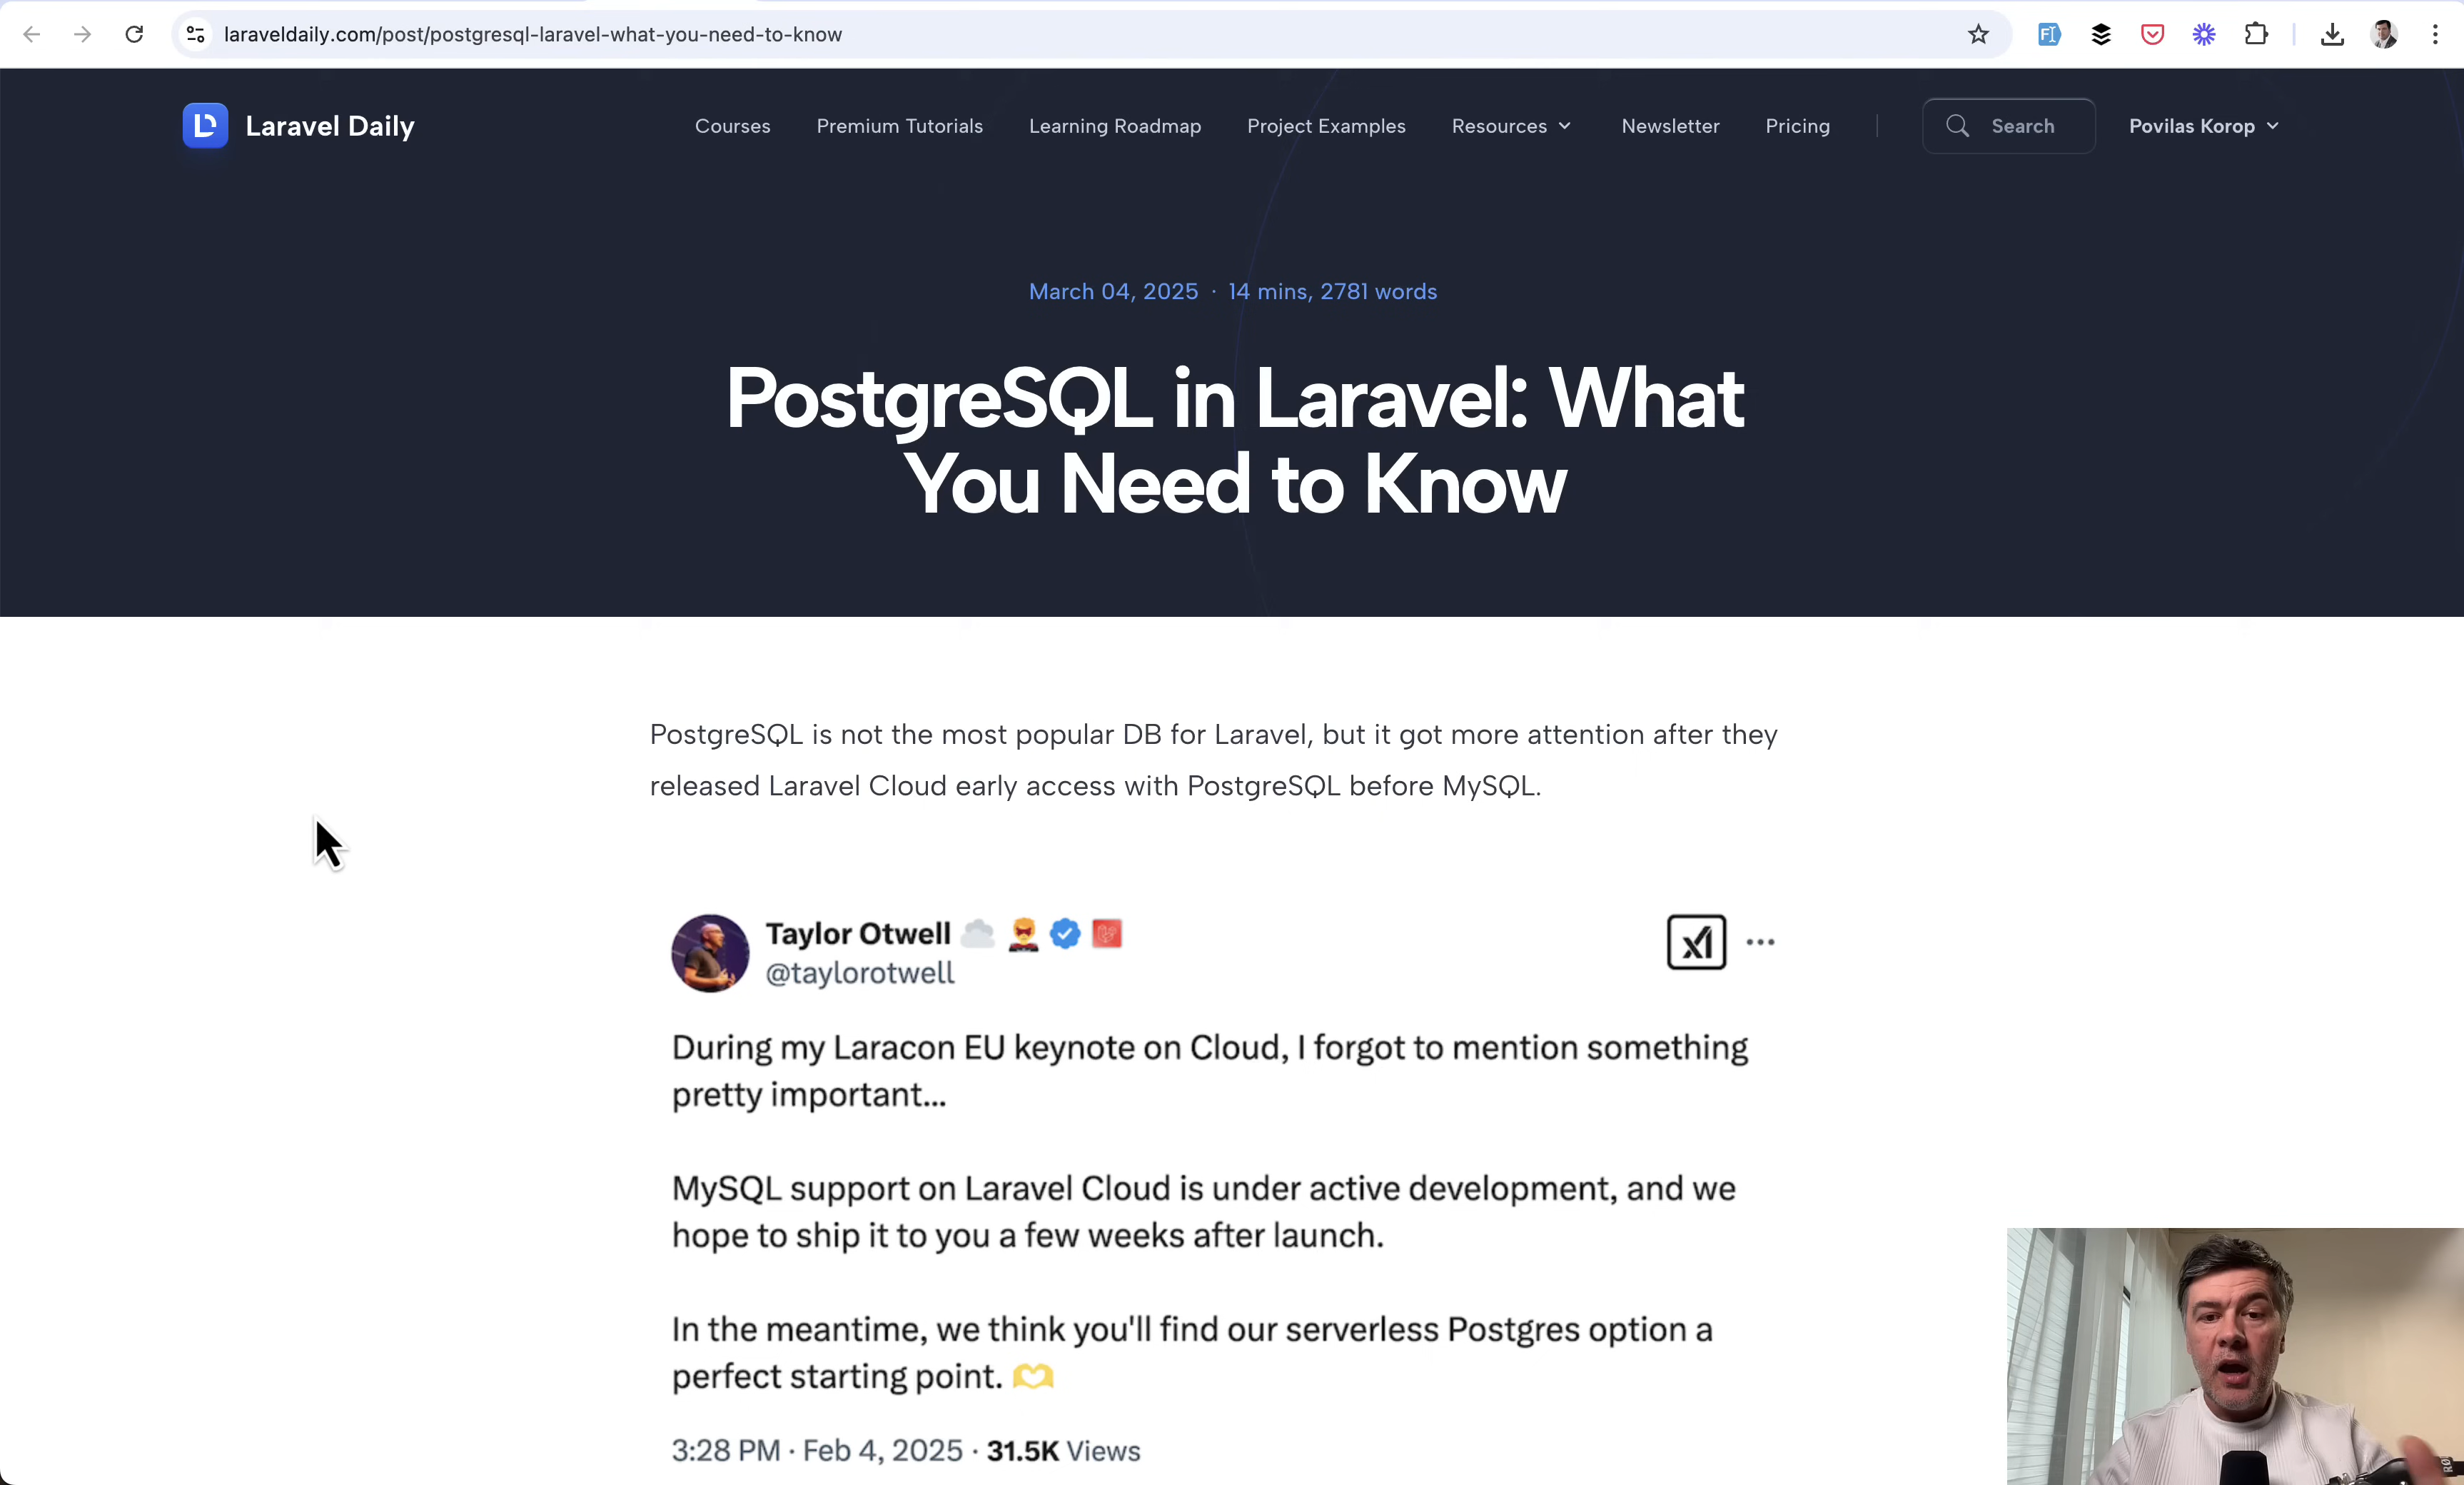 laraveldaily.com/post/postgresql-laravel-what-you-need-to-know
Laravel Daily
Courses Premium Tutorials Learning Roadmap Project Examples Resources Newsletter Pricing Search Povilas Korop
March 04, 2025 · 14 mins, 2781 words
PostgreSQL in Laravel: What
You Need to Know
PostgreSQL is not the most popular DB for Laravel, but it got more attention after they
released Laravel Cloud early access with PostgreSQL before MySQL.
Taylor Otwell
@taylorotwell
During my Laracon EU keynote on Cloud, I forgot to mention something
pretty important...
MySQL support on Laravel Cloud is under active development, and we
hope to ship it to you a few weeks after launch.
In the meantime, we think you'll find our serverless Postgres option a
perfect starting point. 🫶
3:28 PM · Feb 4, 2025 · 31.5K Views